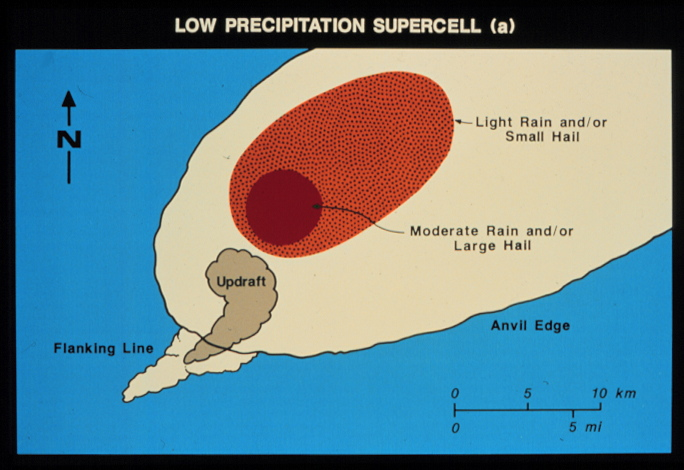 LOW PRECIPITATION SUPERCELL (a)
N
Light Rain and/or
Small Hail
Moderate Rain and/or
Large Hail
Updraft
Anvil Edge
Flanking Line
0 5 10 km
0 5 mi